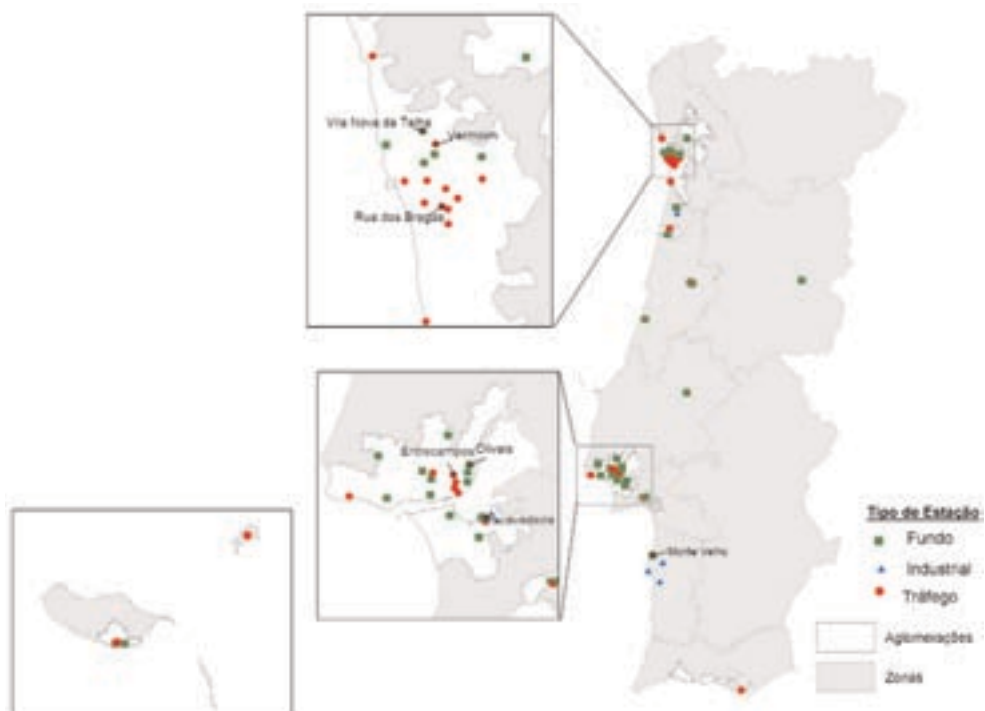 Vila Nova da Telha
Vermoim
Rua dos Bragas
Entrecampos
Olivais
Monte Velho
Tipo de Estação
Fundo
Industrial
Tráfego
Aglomerações
Zonas